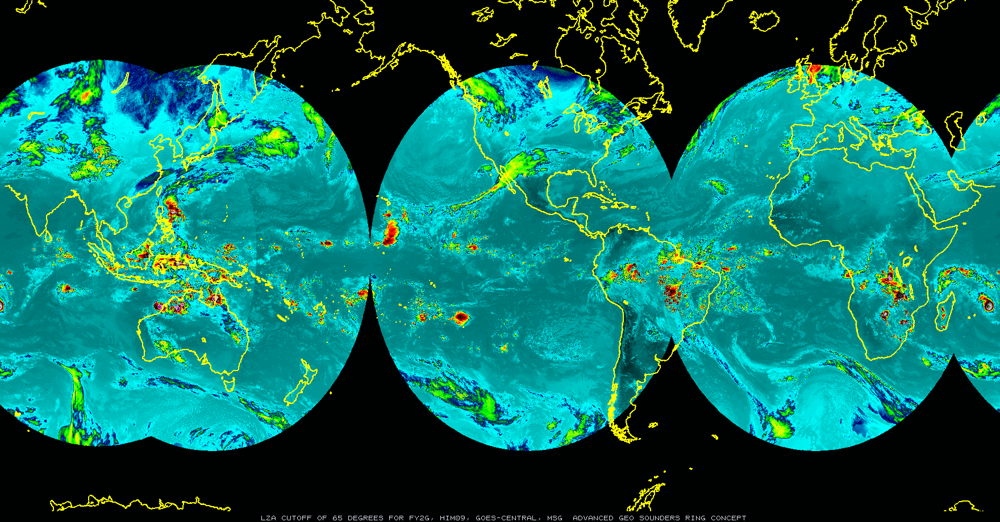 LZA CUTOFF OF 65 DEGREES FOR FY2G, HIM09, GOES-CENTRAL, MSG  ADVANCED GEO SOUNDERS RING CONCEPT